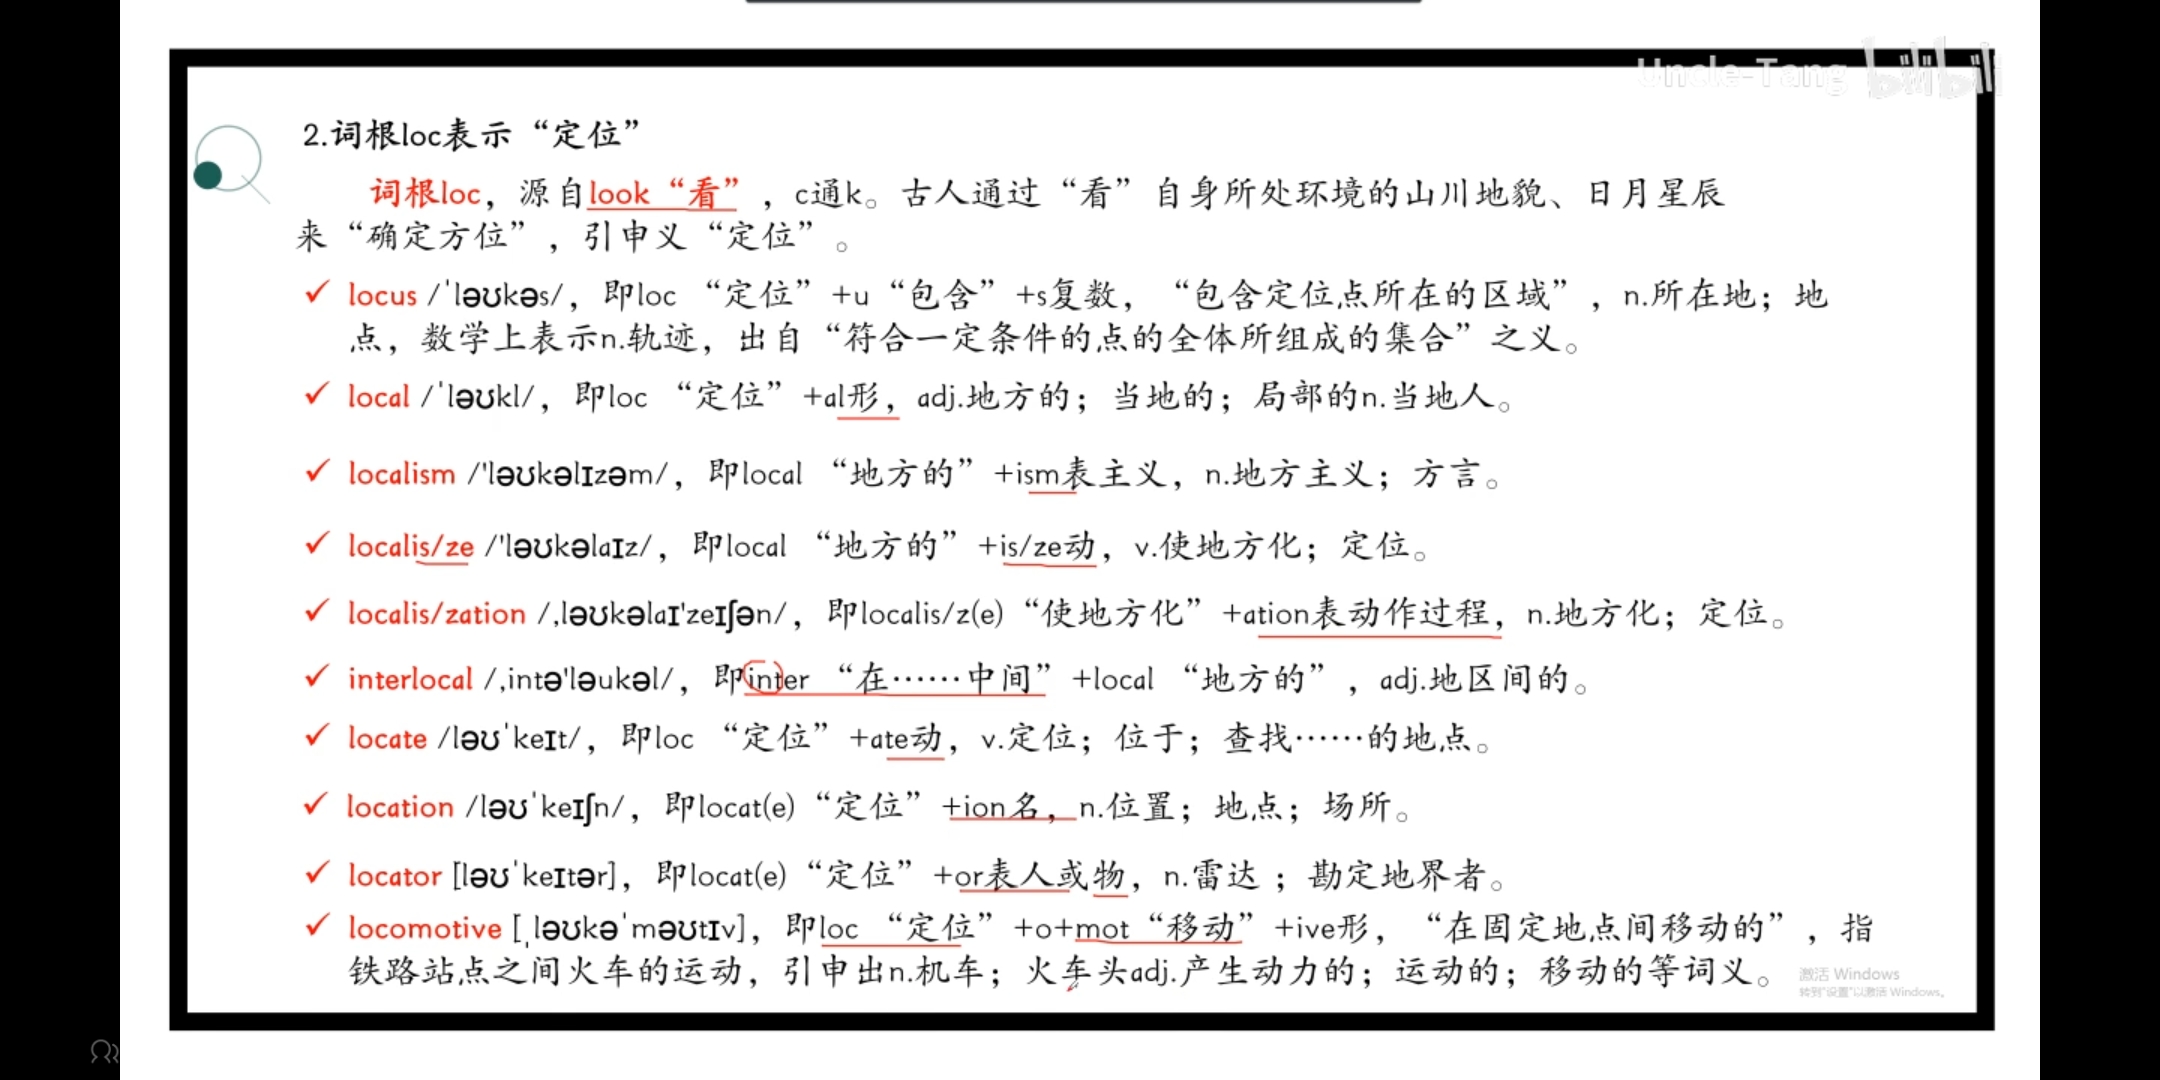 Uncle-Tang bilibili
2.词根loc表示“定位”
词根loc，源自look“看”，c通k。古人通过“看”自身所处环境的山川地貌、日月星辰
来“确定方位”，引申义“定位”。
✓ locus /ˈləʊkəs/，即loc “定位”+u“包含”+s复数，“包含定位点所在的区域”，n.所在地；地
点，数学上表示n.轨迹，出自“符合一定条件的点的全体所组成的集合”之义。
✓ local /ˈləʊkl/，即loc “定位”+al形，adj.地方的；当地的；局部的n.当地人。
✓ localism /'ləʊkəlɪzəm/，即local “地方的”+ism表主义，n.地方主义；方言。
✓ localis/ze /'ləʊkəlaɪz/，即local “地方的”+is/ze动，v.使地方化；定位。
✓ localis/zation /,ləʊkəlaɪ'zeɪʃən/，即localis/z(e)“使地方化”+ation表动作过程，n.地方化；定位。
✓ interlocal /,intə'ləukəl/，即inter “在……中间”+local “地方的”，adj.地区间的。
✓ locate /ləʊˈkeɪt/，即loc “定位”+ate动，v.定位；位于；查找……的地点。
✓ location /ləʊˈkeɪʃn/，即locat(e)“定位”+ion名，n.位置；地点；场所。
✓ locator [ləʊˈkeɪtər]，即locat(e)“定位”+or表人或物，n.雷达；勘定地界者。
✓ locomotive [ˌləʊkəˈməʊtɪv]，即loc “定位”+o+mot“移动”+ive形，“在固定地点间移动的”，指
铁路站点之间火车的运动，引申出n.机车；火车头adj.产生动力的；运动的；移动的等词义。
激活 Windows
转到“设置”以激活 Windows。